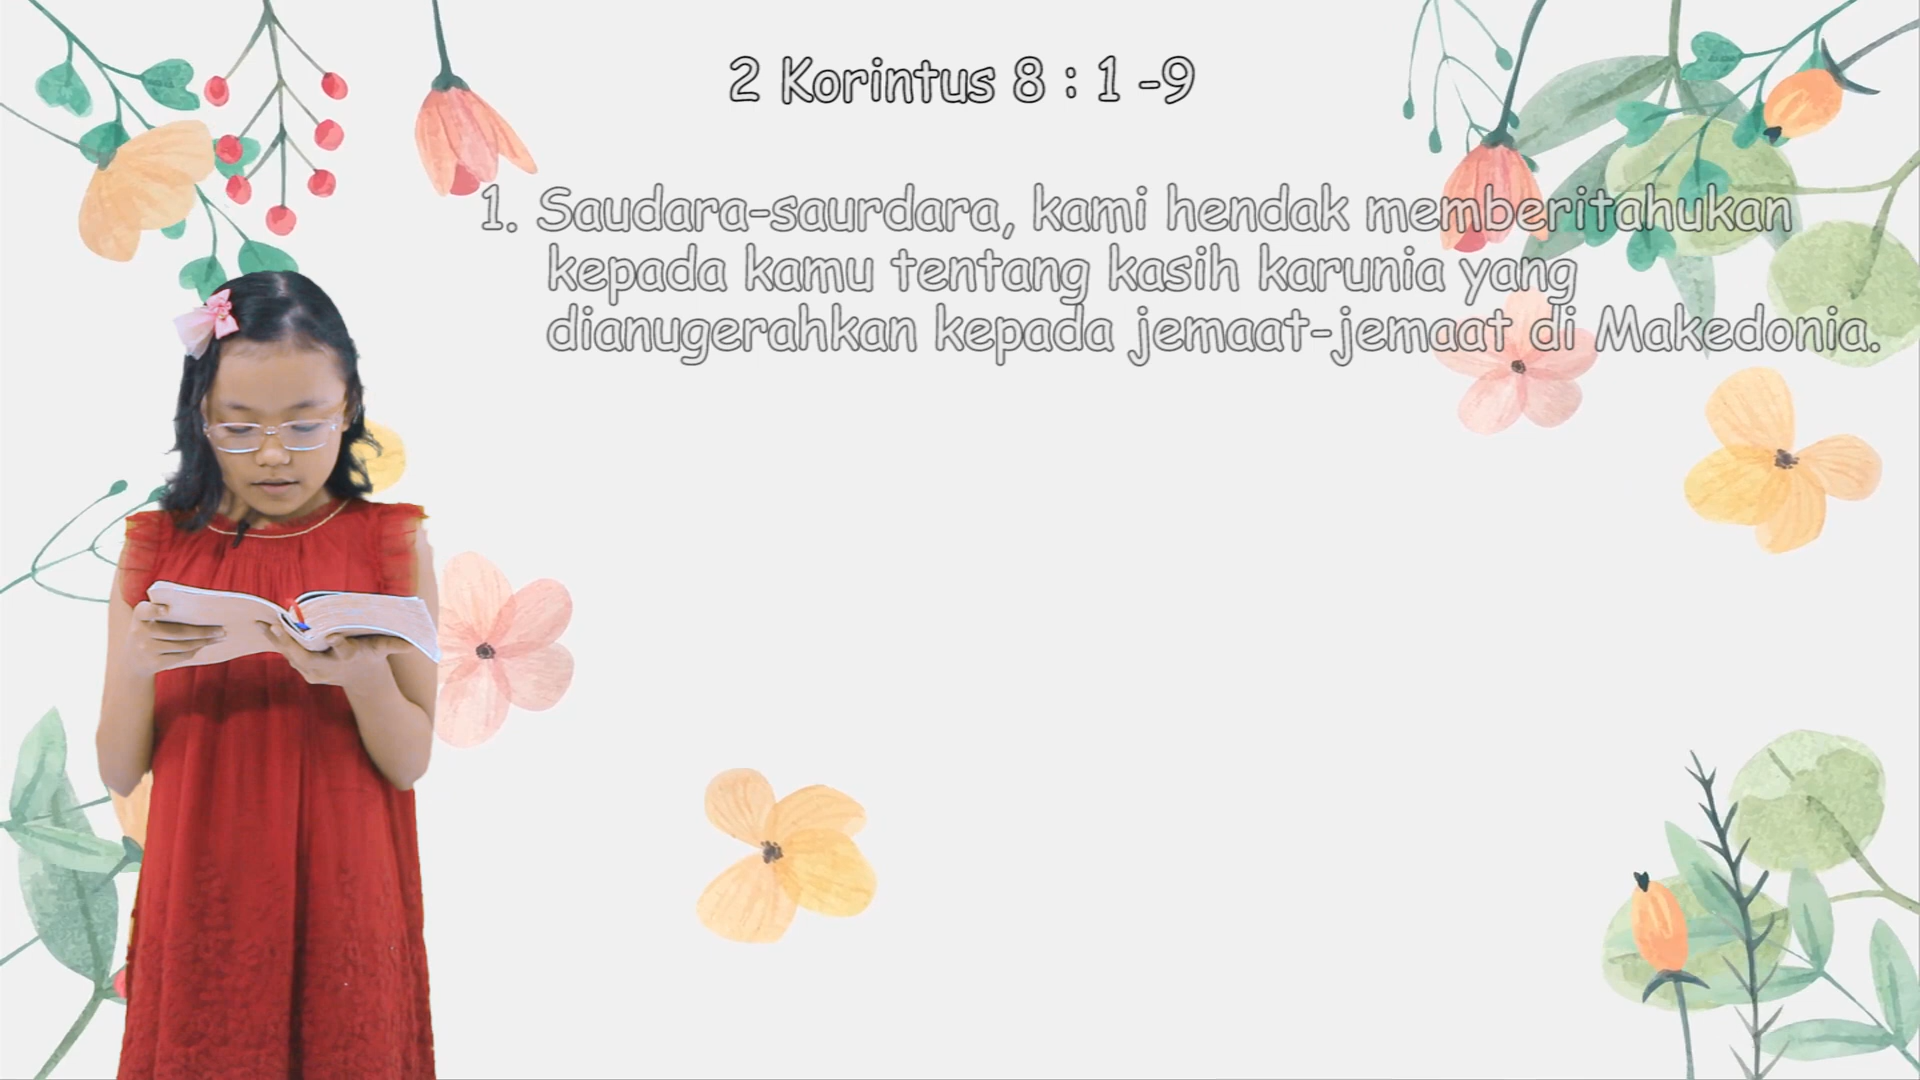 2 Korintus 8 : 1 -9
1. Saudara-saurdara, kami hendak memberitahukan
kepada kamu tentang kasih karunia yang
dianugerahkan kepada jemaat-jemaat di Makedonia.